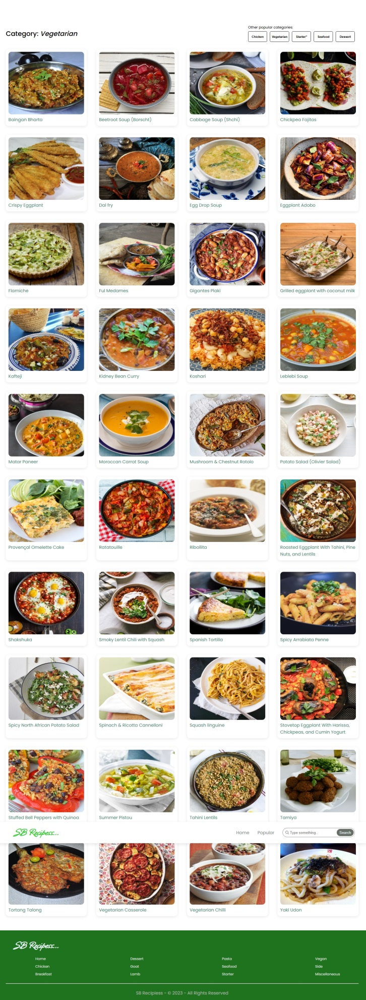 Other popular categories:
Category: Vegetarian
Chicken Vegetarian Starter" Seafood Dessert
Baingan Bharta
Beetroot Soup (Borscht)
Cabbage Soup (Shchi)
Chickpea Fajitas
Crispy Eggplant
Dal fry
Egg Drop Soup
Eggplant Adobo
Flamiche
Ful Medames
Gigantes Plaki
Grilled eggplant with coconut milk
Kafteji
Kidney Bean Curry
Koshari
Leblebi Soup
Matar Paneer
Moroccan Carrot Soup
Mushroom & Chestnut Rotolo
Potato Salad (Olivier Salad)
Provençal Omelette Cake
Ratatouille
Ribollita
Roasted Eggplant With Tahini, Pine
Nuts, and Lentils
Shakshuka
Smoky Lentil Chili with Squash
Spanish Tortilla
Spicy Arrabiata Penne
Spicy North African Potato Salad
Spinach & Ricotta Cannelloni
Squash linguine
Stovetop Eggplant With Harissa,
Chickpeas, and Cumin Yogurt
Stuffed Bell Peppers with Quinoa
Summer Pistou
Tahini Lentils
Tamiya
SB Recipess...
Home Popular Type something.. Search
Tortang Talong
Vegetarian Casserole
Vegetarian Chilli
Yaki Udon
SB Recipess...
Home Dessert Pasta Vegan
Chicken Goat Seafood Side
Breakfast Lamb Starter Miscellaneous
SB Recipiess - © 2023 - All Rights Reserved